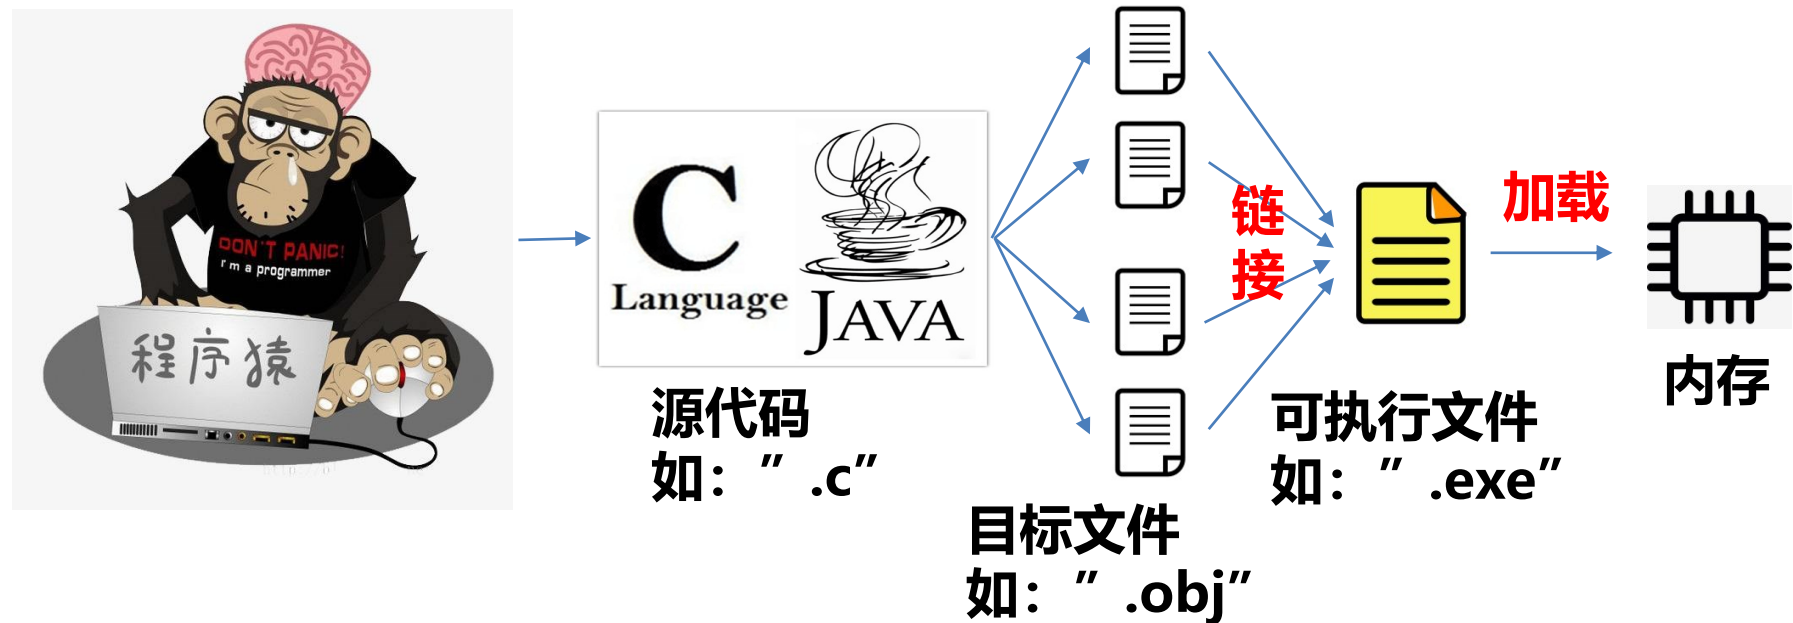 DON'T PANIC!
I'm a programmer
程序猿
C
Language
JAVA
源代码
如：” .c”
目标文件
如：” .obj”
链
接
可执行文件
如：” .exe”
加载
内存